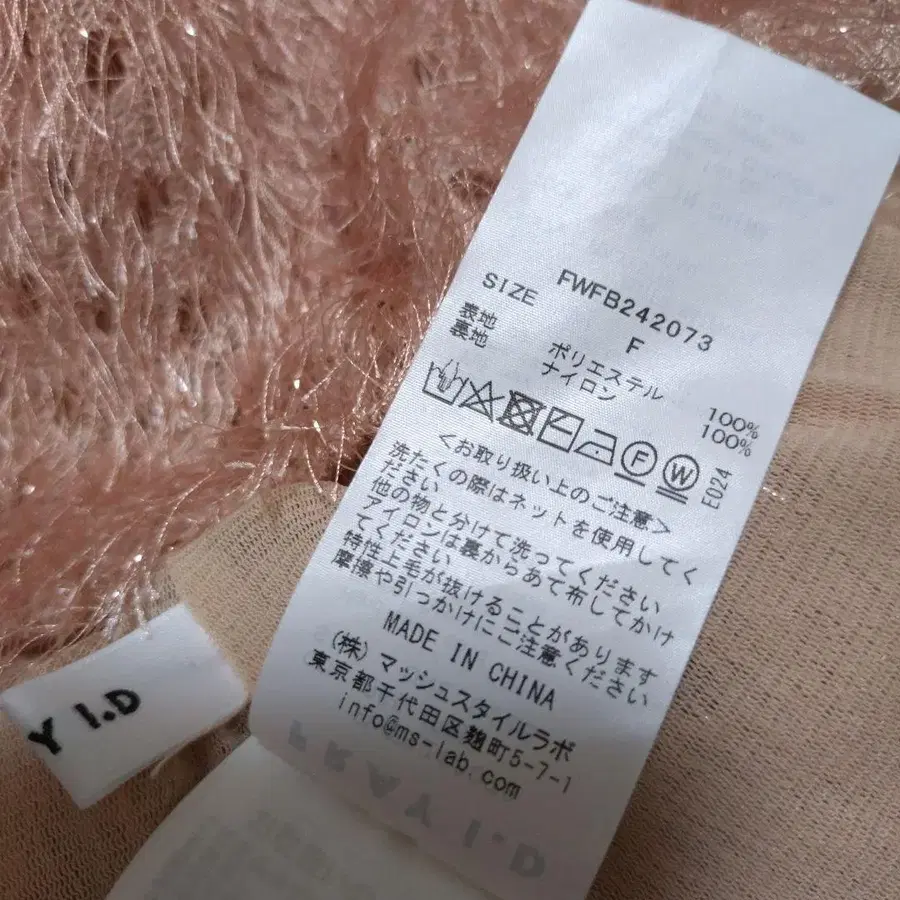 FWFB242073
SIZE F
表地 ポリエステル 100%
裏地 ナイロン 100%
F W E024
<お取り扱い上のご注意>
洗たくの際はネットを使用してく
ださい
他の物と分けて洗ってください
アイロンは裏からあて布してかけ
てください
特性上毛が抜けることがあります
摩擦や引っかけにご注意ください
MADE IN CHINA
(株)マッシュスタイルラボ
東京都千代田区麹町5-7-1
info@ms-lab.com
FRAY I.D
Y I.D